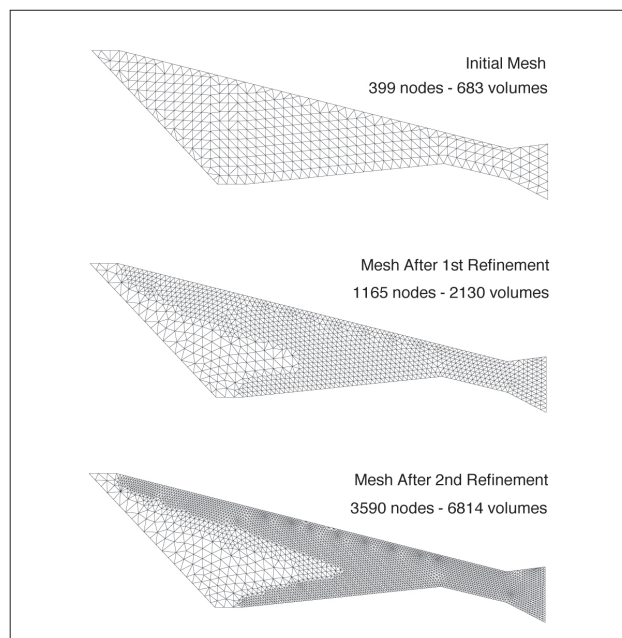 Initial Mesh
399 nodes - 683 volumes
Mesh After 1st Refinement
1165 nodes - 2130 volumes
Mesh After 2nd Refinement
3590 nodes - 6814 volumes